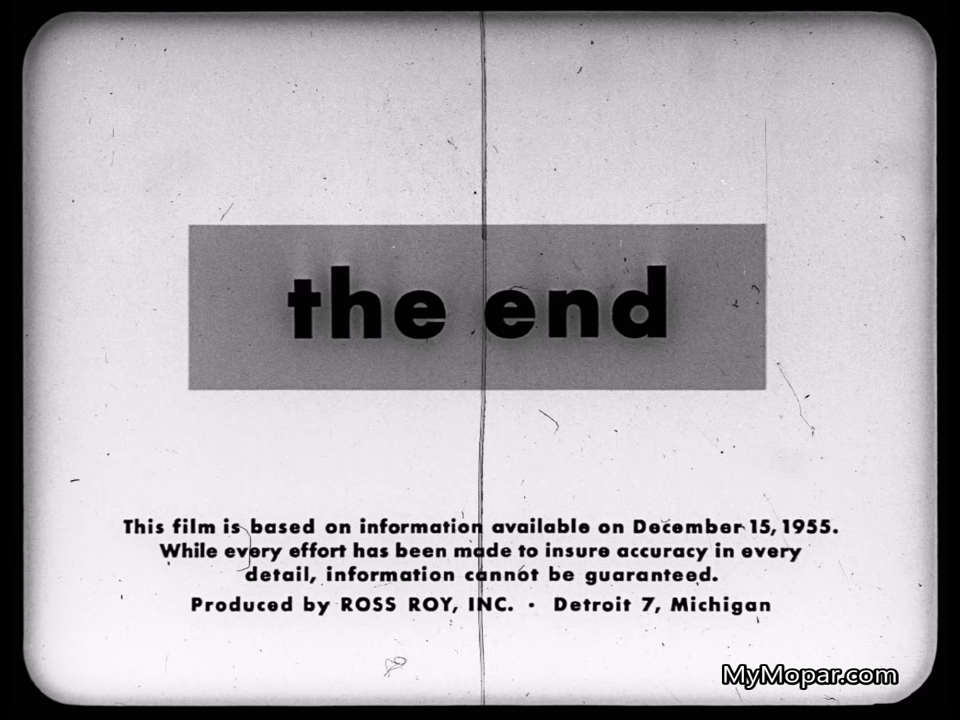 the end
This film is based on information available on December 15, 1955.
While every effort has been made to insure accuracy in every
detail, information cannot be guaranteed.
Produced by ROSS ROY, INC. · Detroit 7, Michigan
MyMopar.com